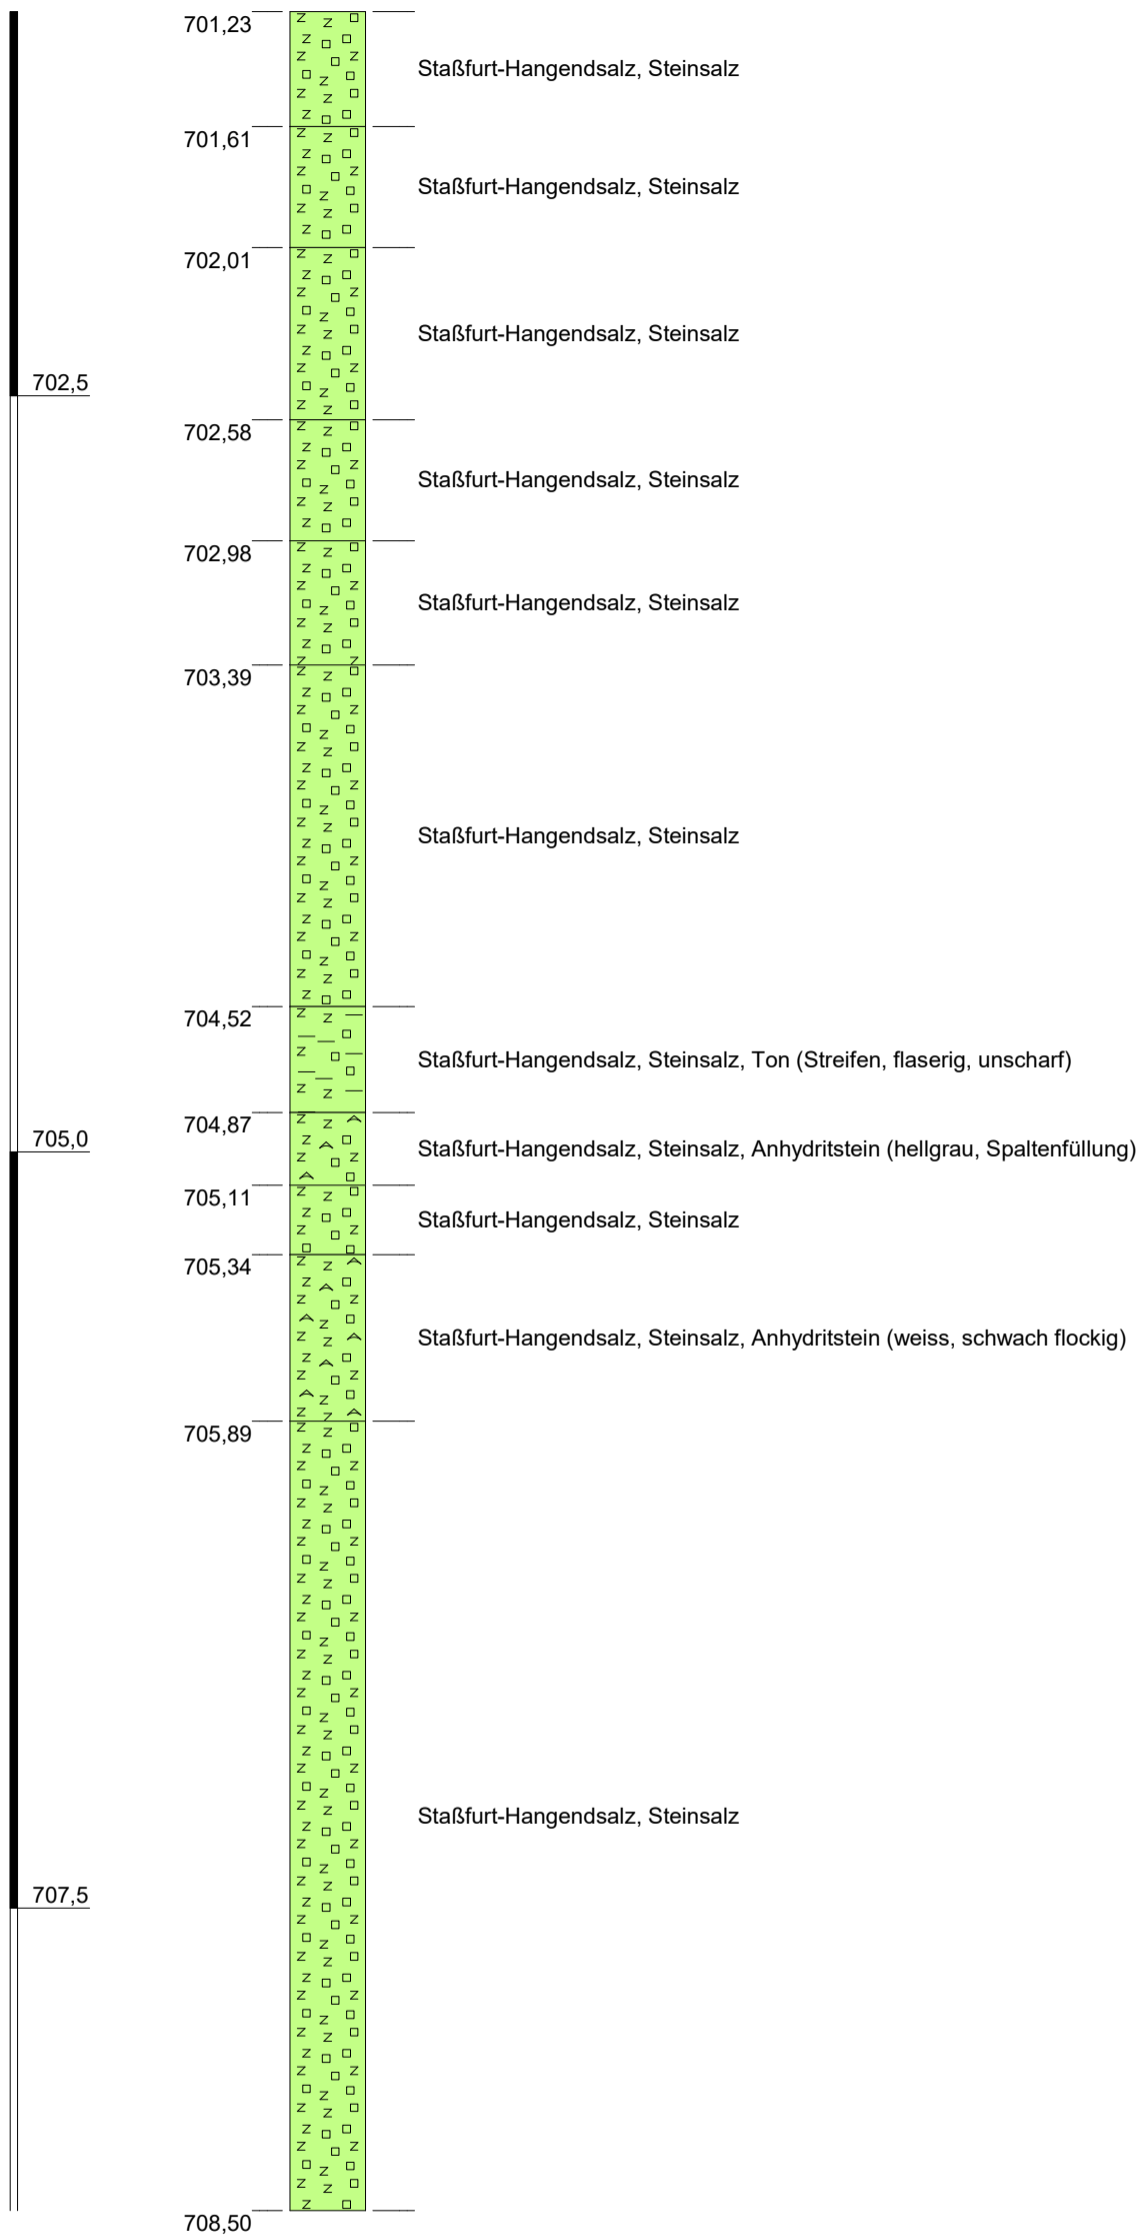 701,23
Staßfurt-Hangendsalz, Steinsalz
701,61
Staßfurt-Hangendsalz, Steinsalz
702,01
Staßfurt-Hangendsalz, Steinsalz
702,5
702,58
Staßfurt-Hangendsalz, Steinsalz
702,98
Staßfurt-Hangendsalz, Steinsalz
703,39
Staßfurt-Hangendsalz, Steinsalz
704,52
Staßfurt-Hangendsalz, Steinsalz, Ton (Streifen, flaserig, unscharf)
704,87
705,0
Staßfurt-Hangendsalz, Steinsalz, Anhydritstein (hellgrau, Spaltenfüllung)
705,11
Staßfurt-Hangendsalz, Steinsalz
705,34
Staßfurt-Hangendsalz, Steinsalz, Anhydritstein (weiss, schwach flockig)
705,89
Staßfurt-Hangendsalz, Steinsalz
707,5
708,50